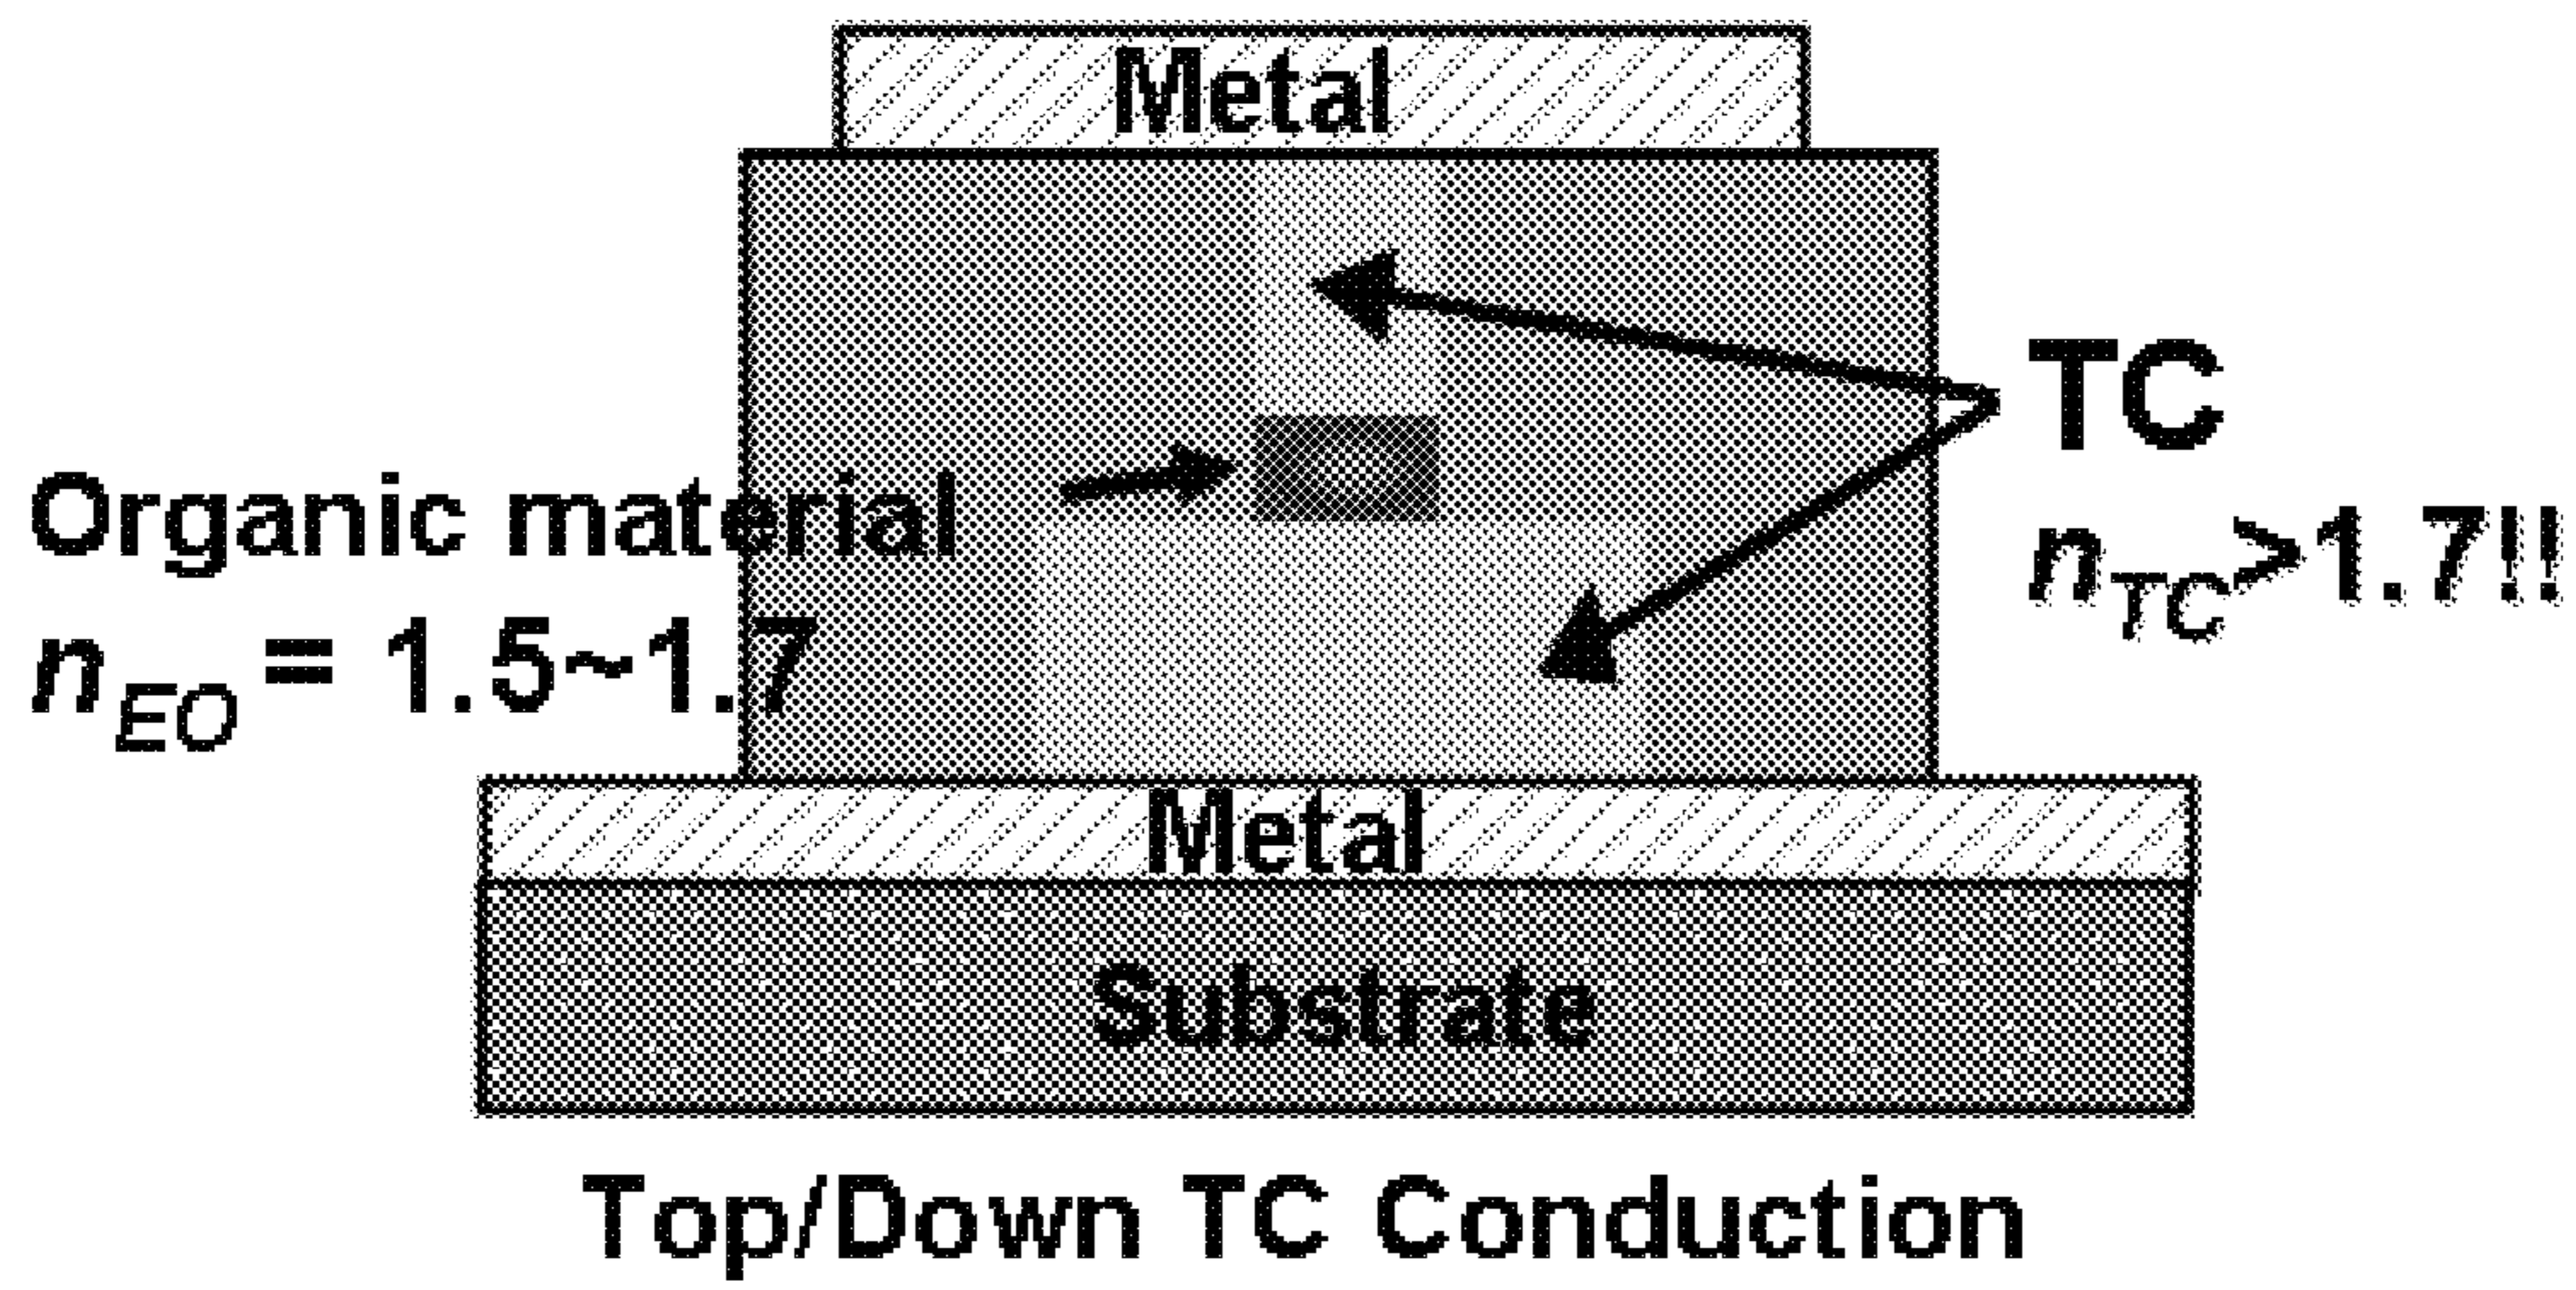 Metal
TC
n_TC>1.7!!
Organic material
n_EO = 1.5~1.7
Metal
Substrate
Top/Down TC Conduction